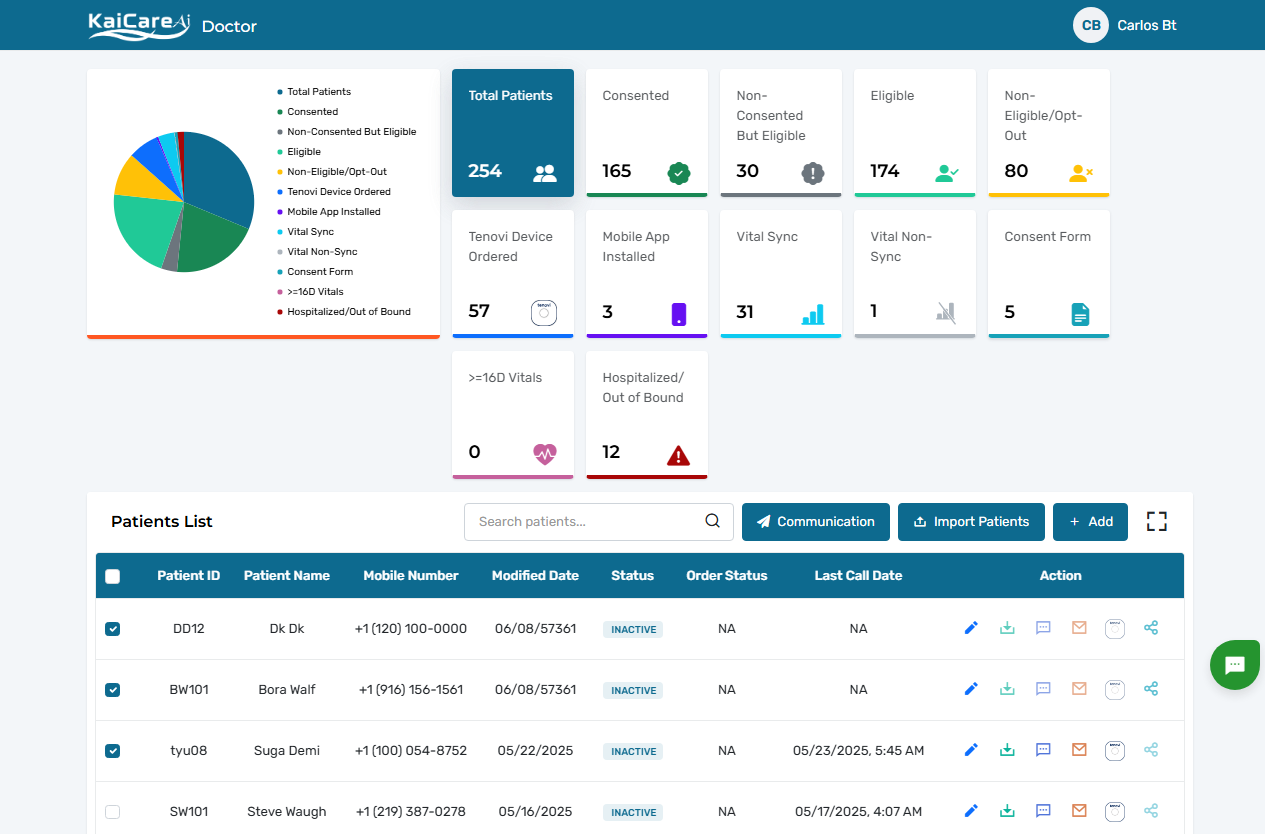 KaiCare Ai Doctor
CB Carlos Bt
Total Patients
Consented
Non-Consented But Eligible
Eligible
Non-Eligible/Opt-Out
Tenovi Device Ordered
Mobile App Installed
Vital Sync
Vital Non-Sync
Consent Form
>=16D Vitals
Hospitalized/Out of Bound
Total Patients
254
Consented
165
Non-
Consented
But Eligible
30
Eligible
174
Non-
Eligible/Opt-
Out
80
Tenovi Device
Ordered
57
tenovi
Mobile App
Installed
3
Vital Sync
31
Vital Non-
Sync
1
Consent Form
5
>=16D Vitals
0
Hospitalized/
Out of Bound
12
Patients List
Search patients...
Communication
Import Patients
+ Add
Patient ID Patient Name Mobile Number Modified Date Status Order Status Last Call Date Action
DD12 Dk Dk +1 (120) 100-0000 06/08/57361 INACTIVE NA NA tenovi
BW101 Bora Walf +1 (916) 156-1561 06/08/57361 INACTIVE NA NA tenovi
tyu08 Suga Demi +1 (100) 054-8752 05/22/2025 INACTIVE NA 05/23/2025, 5:45 AM tenovi
SW101 Steve Waugh +1 (219) 387-0278 05/16/2025 INACTIVE NA 05/17/2025, 4:07 AM tenovi